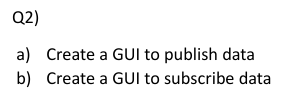 Q2)
a) Create a GUI to publish data
b) Create a GUI to subscribe data